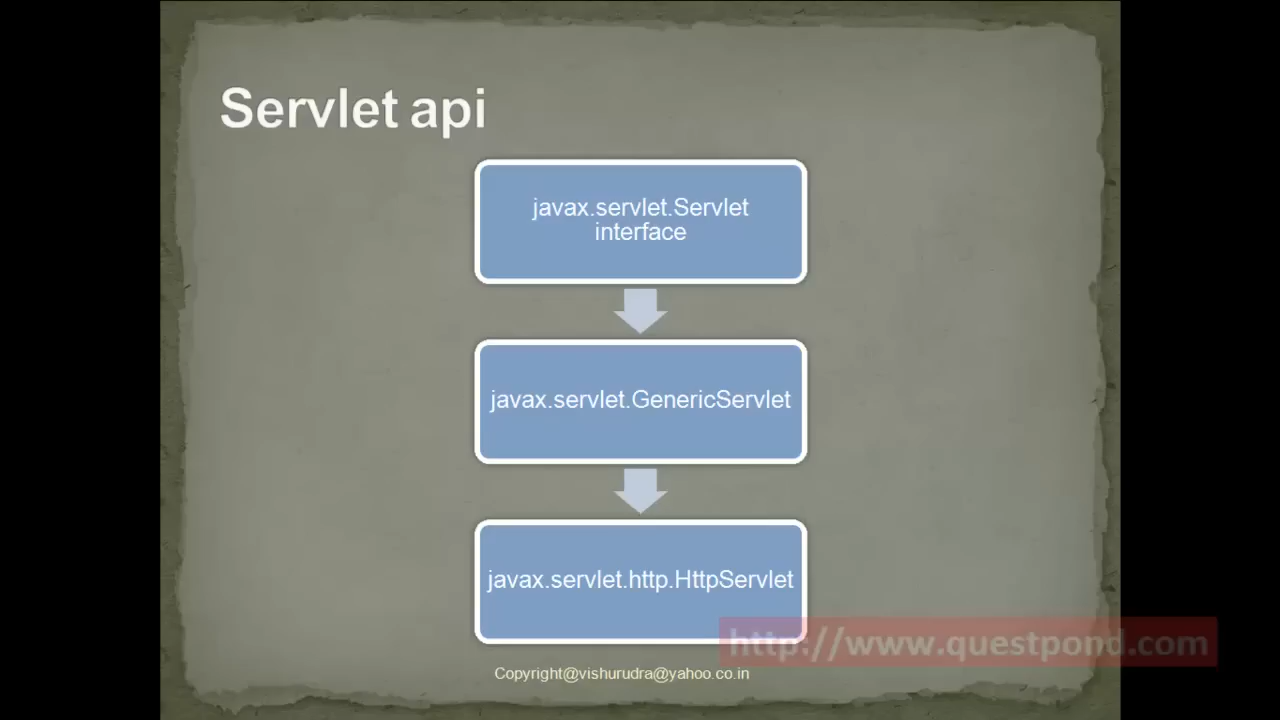 Servlet api
javax.servlet.Servlet
interface
javax.servlet.GenericServlet
javax.servlet.http.HttpServlet
http://www.questpond.com
Copyright@vishurudra@yahoo.co.in